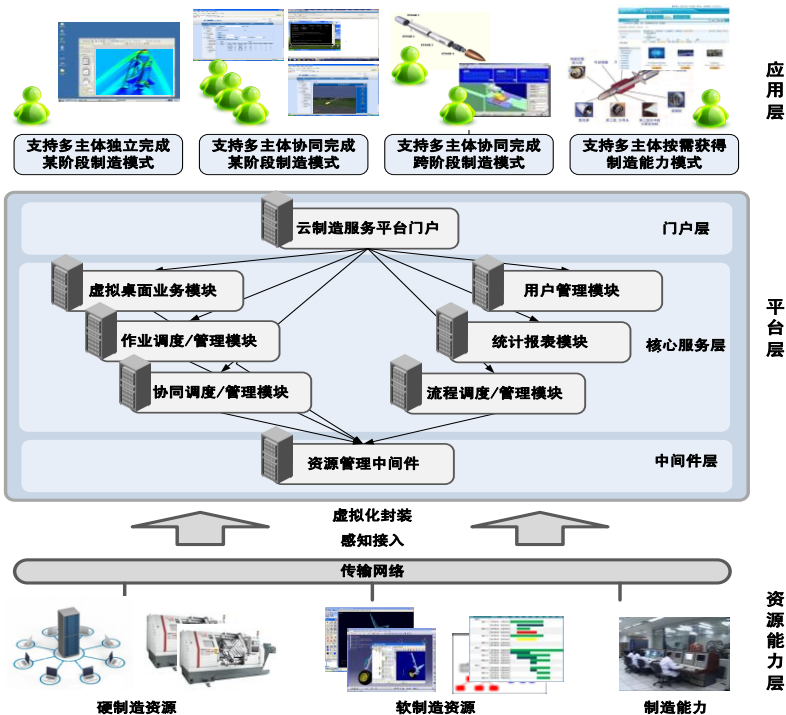 应用层
支持多主体独立完成
某阶段制造模式
支持多主体协同完成
某阶段制造模式
支持多主体协同完成
跨阶段制造模式
支持多主体按需获得
制造能力模式
云制造服务平台门户
门户层
虚拟桌面业务模块
用户管理模块
作业调度/管理模块
统计报表模块
核心服务层
协同调度/管理模块
流程调度/管理模块
平台层
资源管理中间件
中间件层
虚拟化封装
感知接入
传输网络
资源能力层
硬制造资源
软制造资源
制造能力